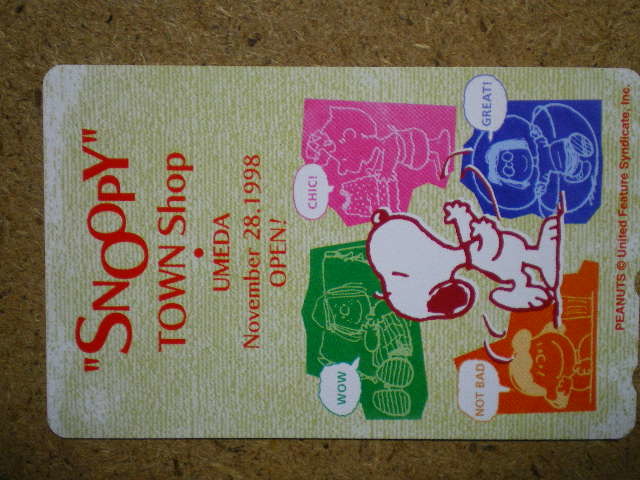 "SNOOPY"
TOWN Shop
•
UMEDA
November 28.1998
OPEN!
CHIC!
GREAT!
WOW
NOT BAD
PEANUTS © United Feature Syndicate, Inc.